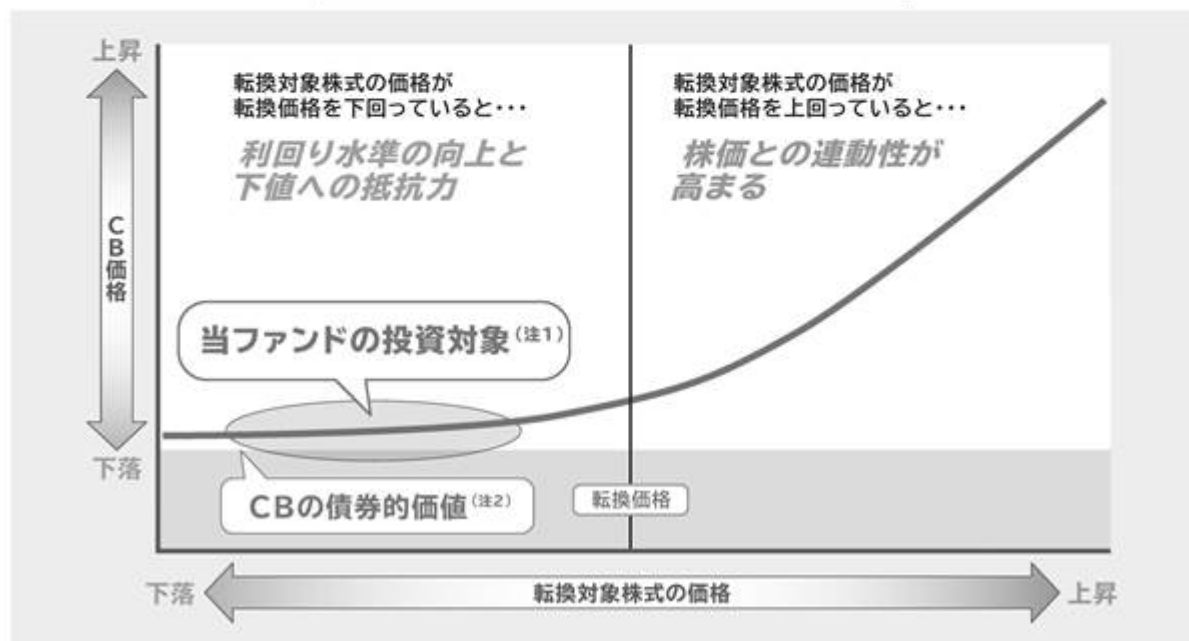 上昇
転換対象株式の価格が
転換価格を下回っていると・・・
利回り水準の向上と
下値への抵抗力
転換対象株式の価格が
転換価格を上回っていると・・・
株価との連動性が
高まる
CB価格
当ファンドの投資対象(注1)
下落
CBの債券的価値(注2)
転換価格
下落
転換対象株式の価格
上昇